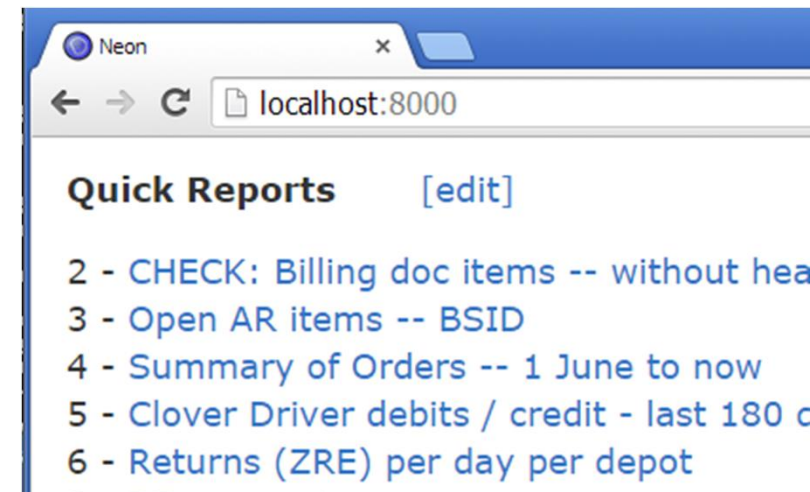 Neon
localhost:8000
Quick Reports [edit]
2 - CHECK: Billing doc items -- without hea
3 - Open AR items -- BSID
4 - Summary of Orders -- 1 June to now
5 - Clover Driver debits / credit - last 180 d
6 - Returns (ZRE) per day per depot